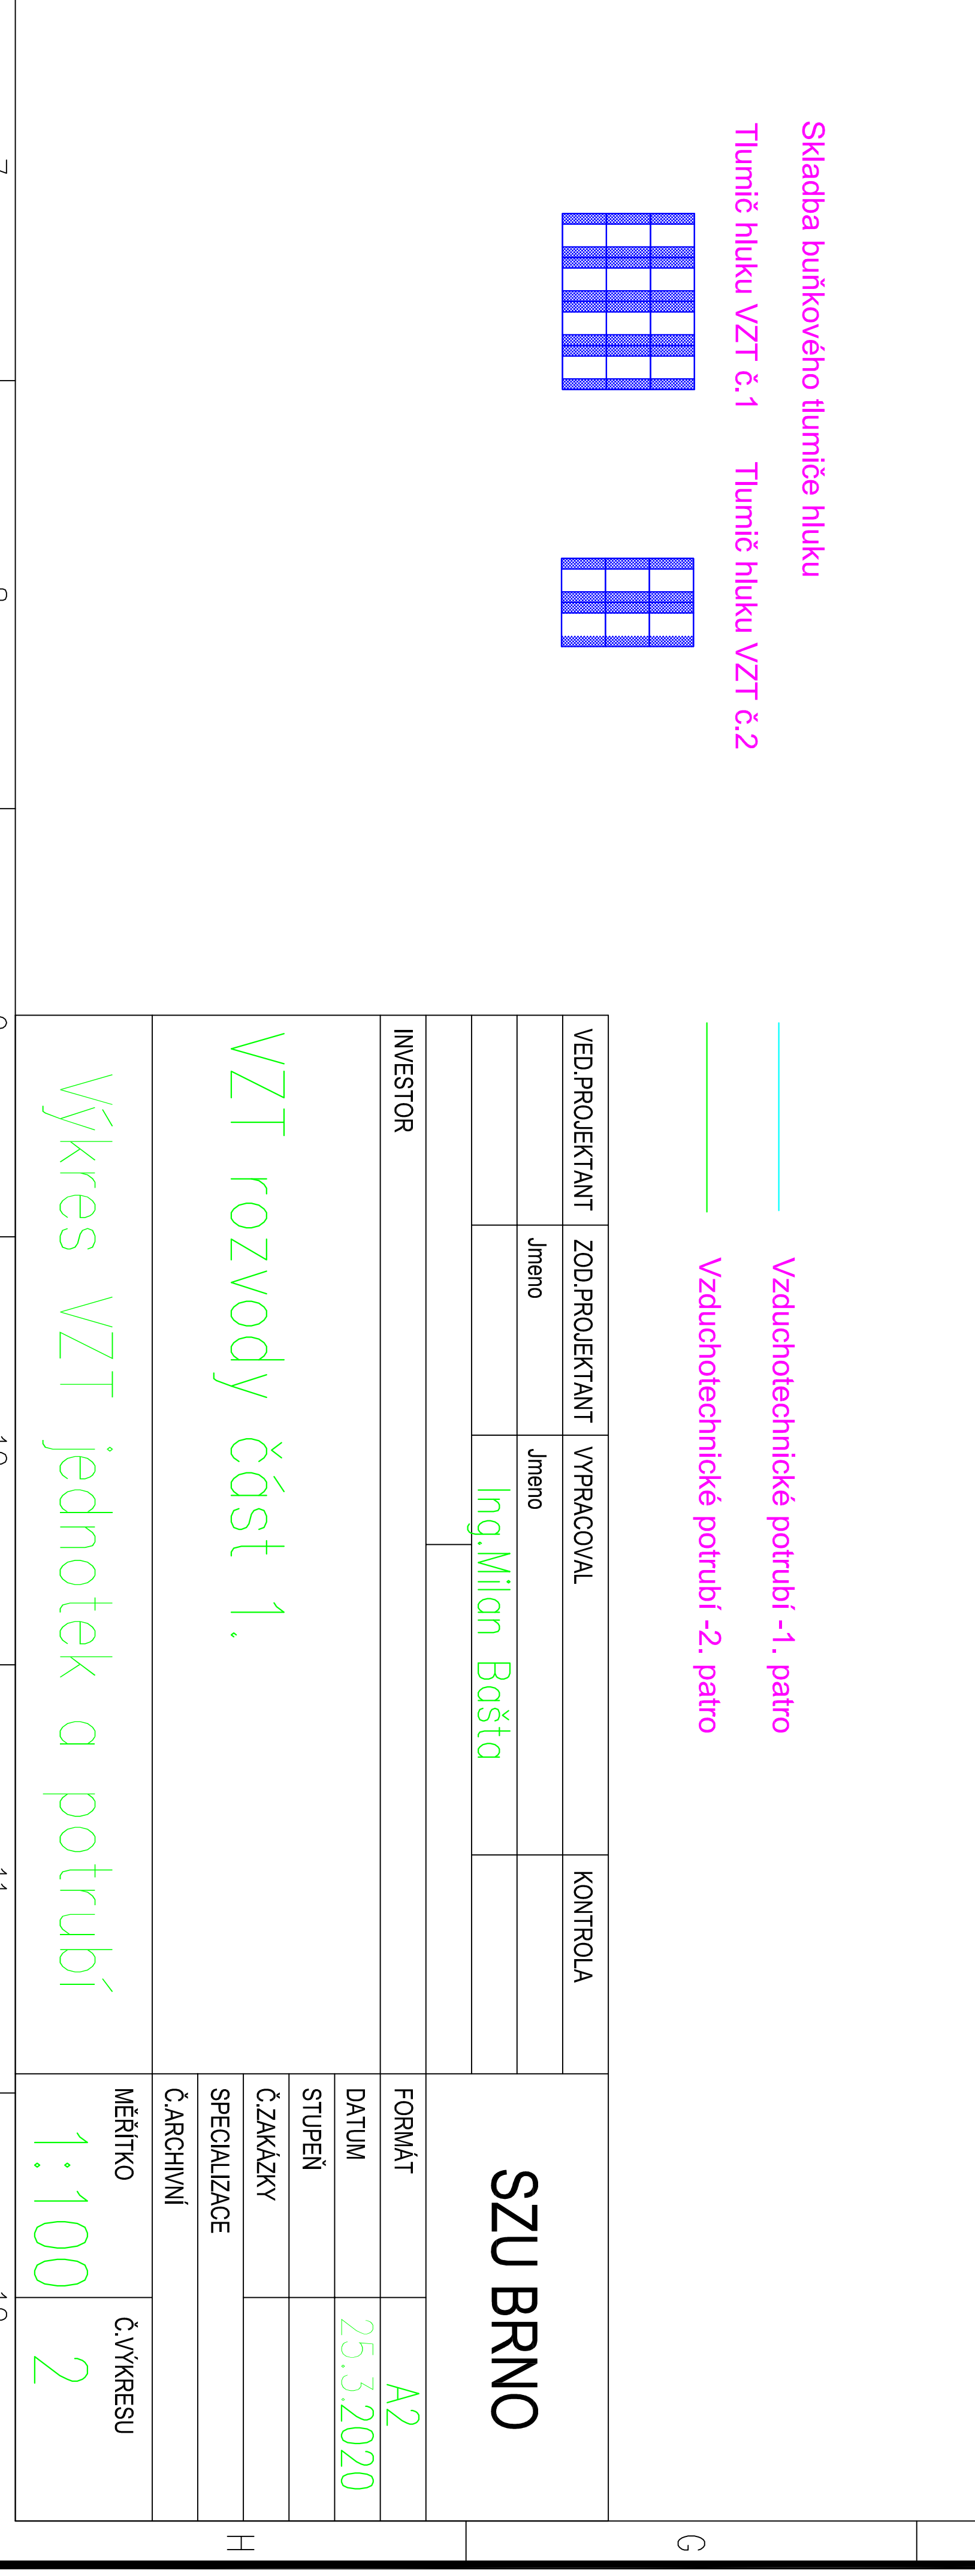 Skladba buňkového tlumiče hluku
Tlumič hluku VZT č.1
Tlumič hluku VZT č.2
Vzduchotechnické potrubí -1. patro
Vzduchotechnické potrubí -2. patro
VED.PROJEKTANT
ZOD.PROJEKTANT
VYPRACOVAL
KONTROLA
Jmeno
Jmeno
Ing.Milan Bašta
SZU BRNO
INVESTOR
FORMÁT
A2
DATUM
25.3.2020
STUPEŇ
Č.ZAKÁZKY
SPECIALIZACE
Č.ARCHIVNÍ
VZT rozvody část 1.
Výkres VZT jednotek a potrubí
MĚŘÍTKO
1:100
Č.VÝKRESU
2
G
H
7
11